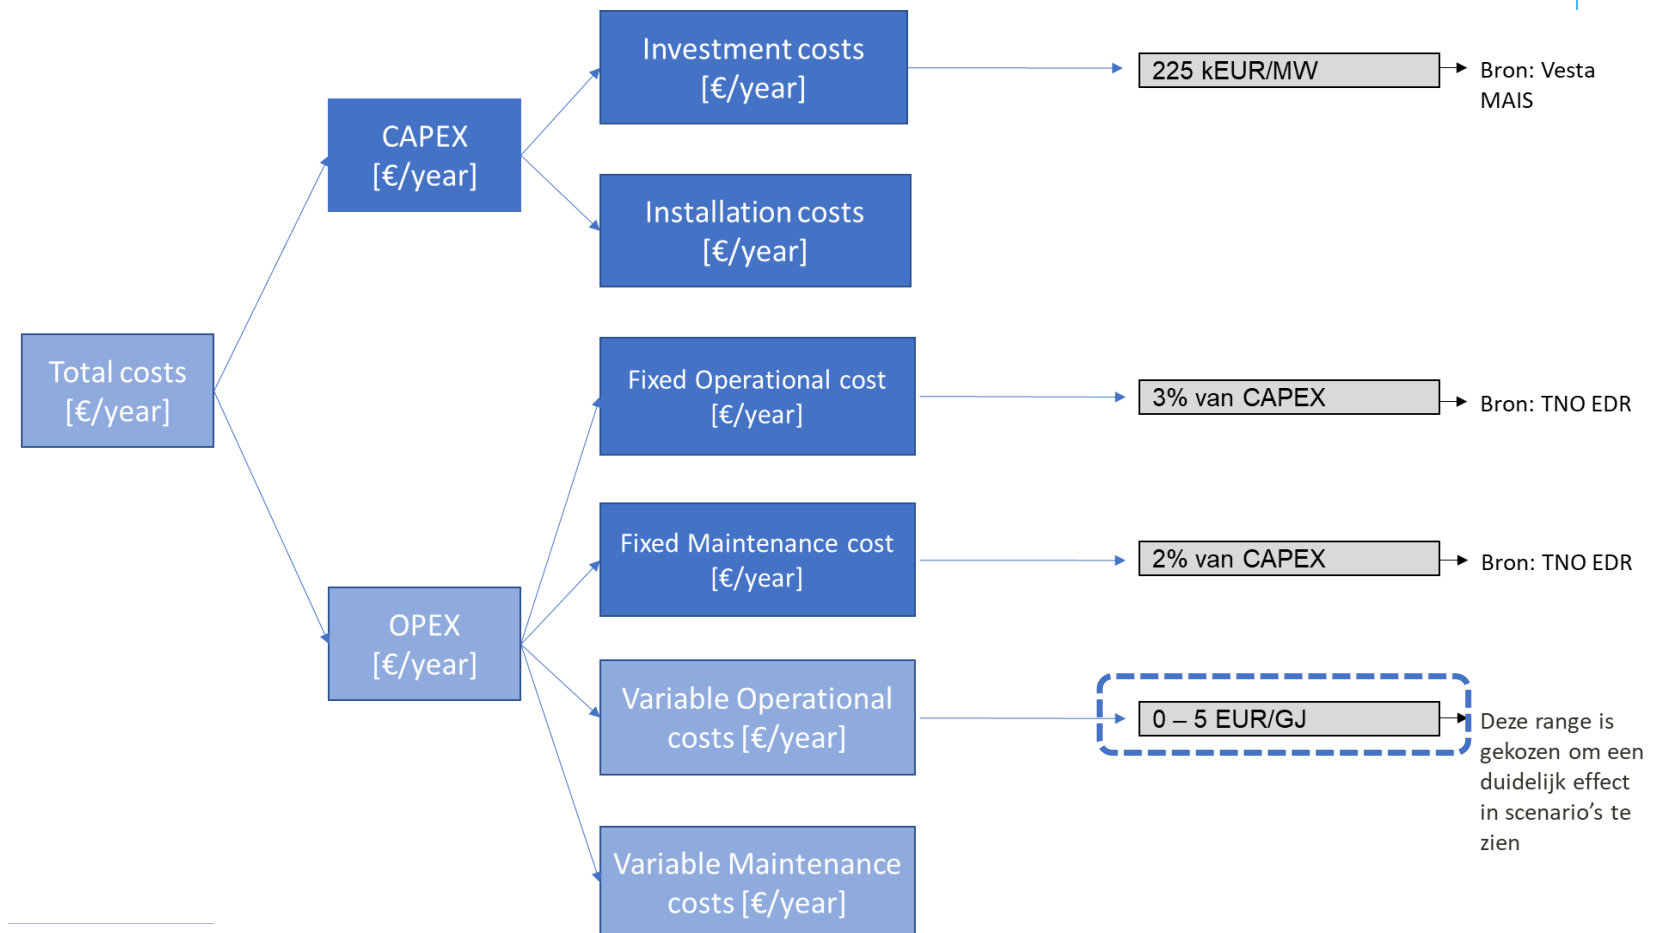 Investment costs
[€/year]
225 kEUR/MW
Bron: Vesta
MAIS
CAPEX
[€/year]
Installation costs
[€/year]
Total costs
[€/year]
Fixed Operational cost
[€/year]
3% van CAPEX
Bron: TNO EDR
Fixed Maintenance cost
[€/year]
2% van CAPEX
Bron: TNO EDR
OPEX
[€/year]
Variable Operational
costs [€/year]
0 – 5 EUR/GJ
Deze range is
gekozen om een
duidelijk effect
in scenario’s te
zien
Variable Maintenance
costs [€/year]